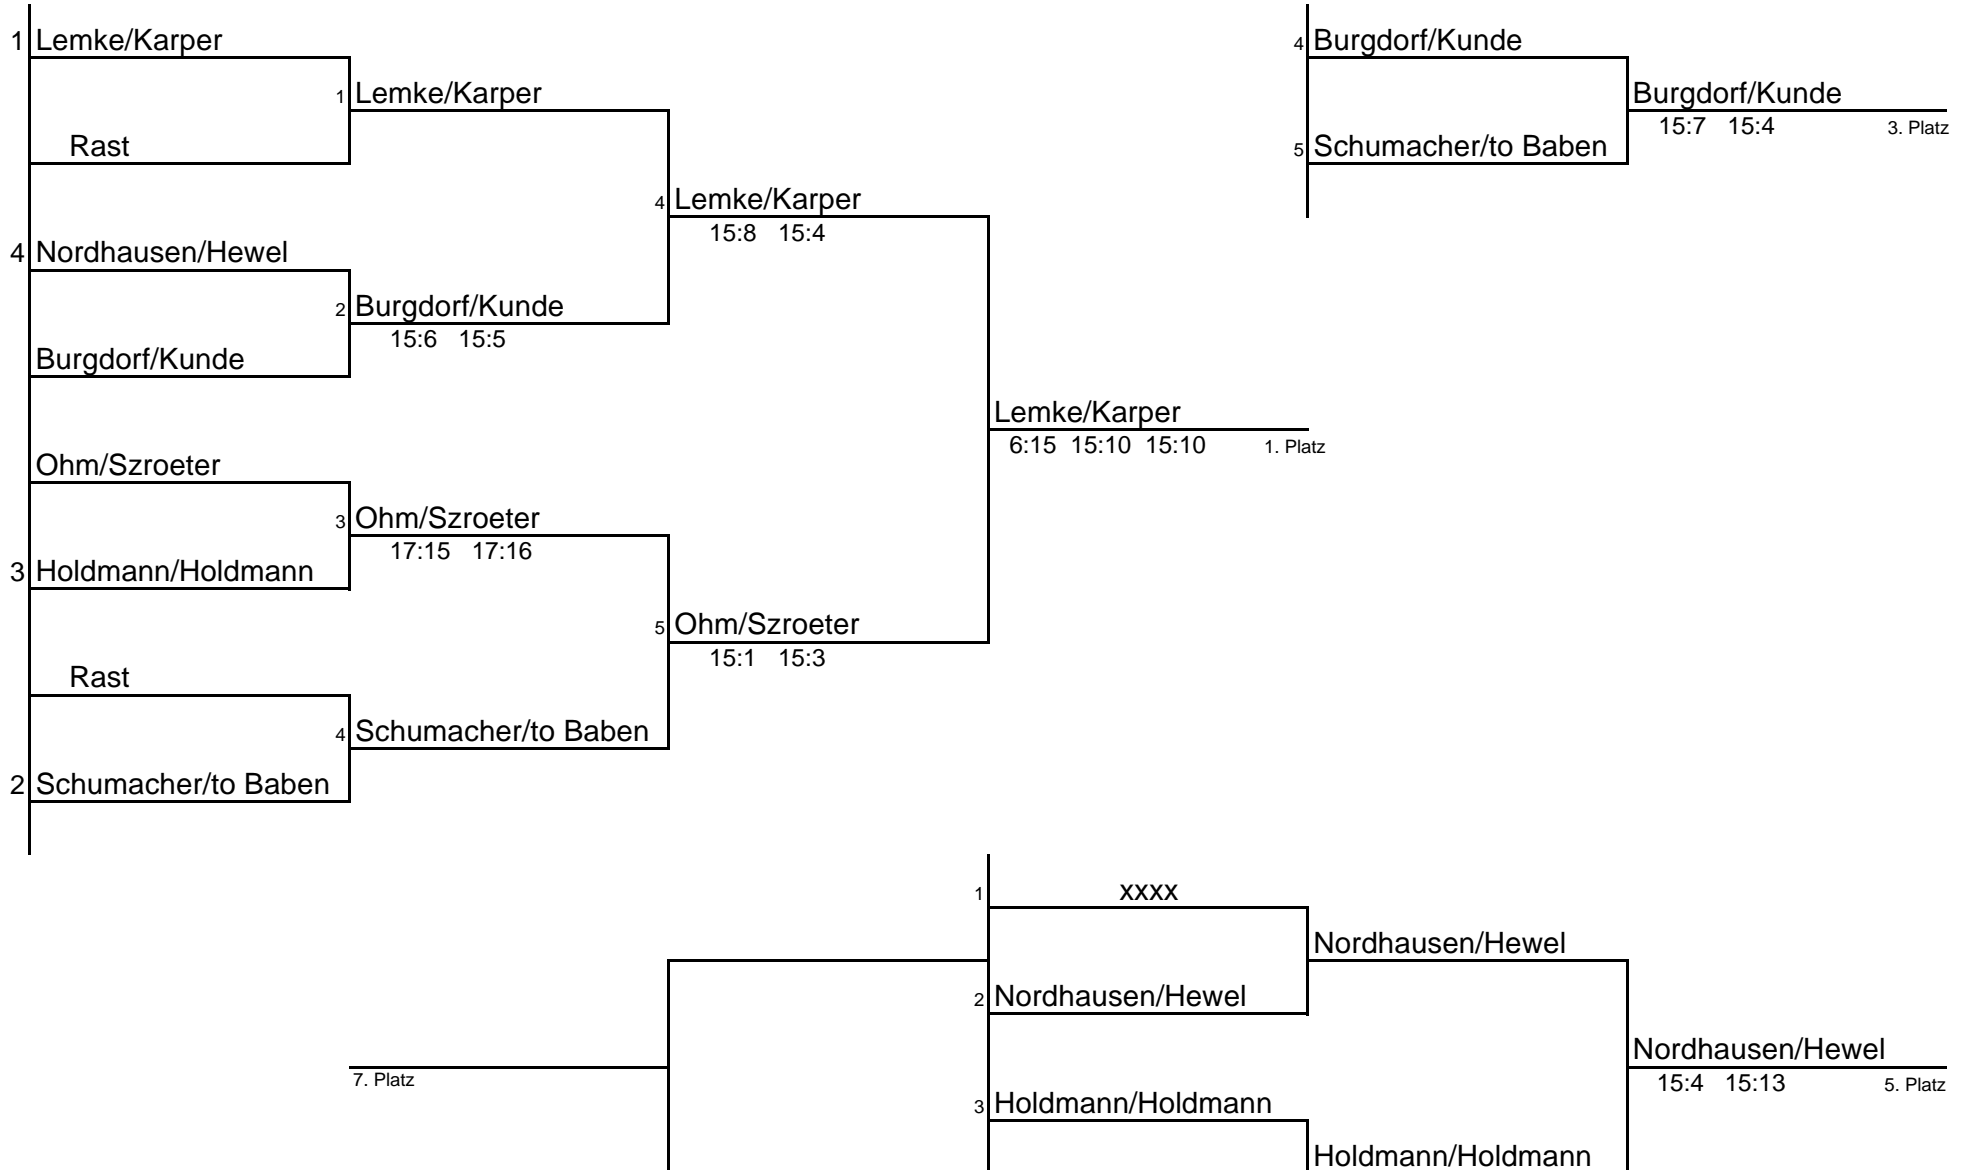 1 Lemke/Karper
4 Burgdorf/Kunde
1 Lemke/Karper
Burgdorf/Kunde
15:7 15:4 3. Platz
Rast
5 Schumacher/to Baben
4 Lemke/Karper
15:8 15:4
4 Nordhausen/Hewel
2 Burgdorf/Kunde
15:6 15:5
Burgdorf/Kunde
Lemke/Karper
6:15 15:10 15:10 1. Platz
Ohm/Szroeter
3 Ohm/Szroeter
17:15 17:16
3 Holdmann/Holdmann
5 Ohm/Szroeter
15:1 15:3
Rast
4 Schumacher/to Baben
2 Schumacher/to Baben
1 xxxx
Nordhausen/Hewel
2 Nordhausen/Hewel
Nordhausen/Hewel
15:4 15:13 5. Platz
7. Platz
3 Holdmann/Holdmann
Holdmann/Holdmann